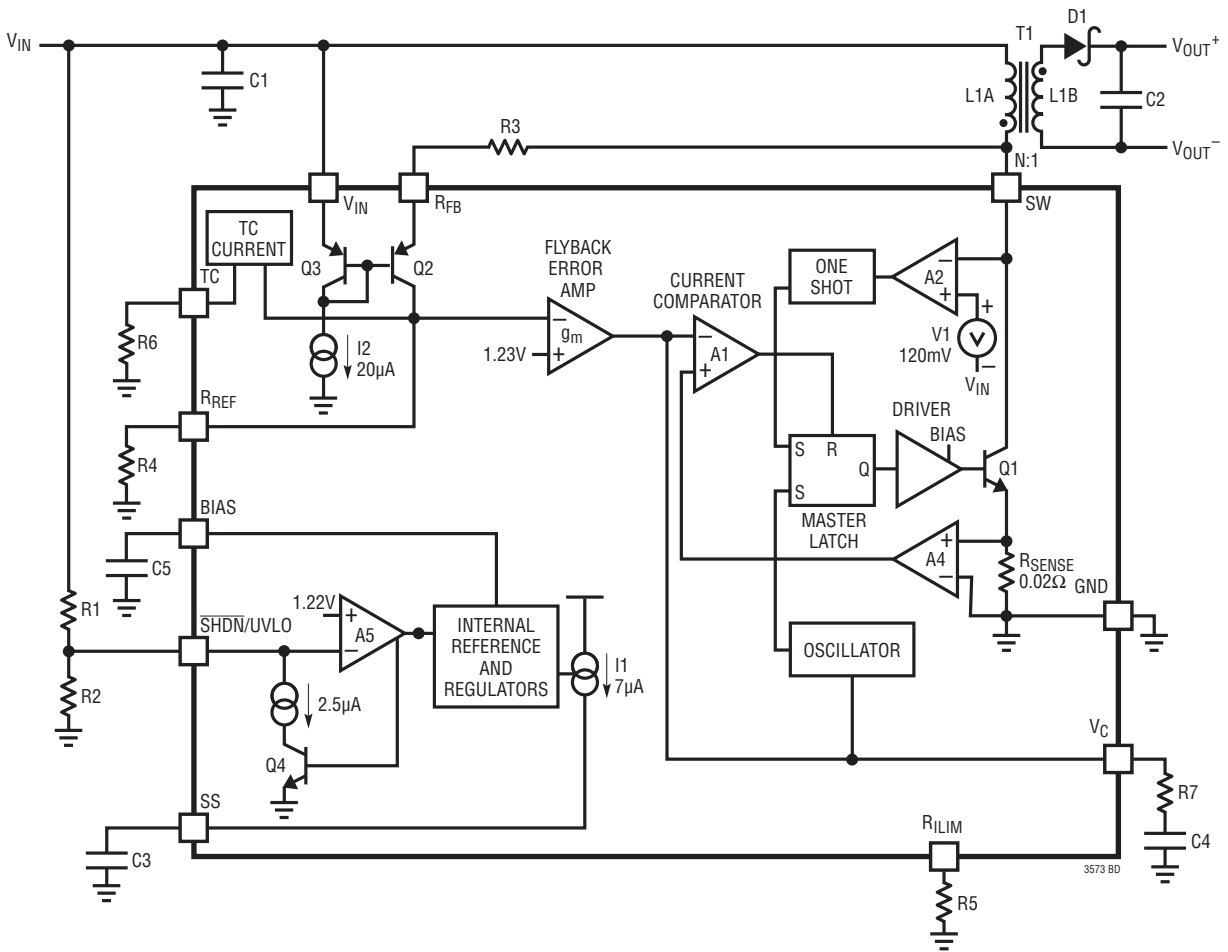 VIN
C1
R3
T1
L1A
L1B
N:1
D1
C2
VOUT+
VOUT–
VIN
RFB
SW
TC
CURRENT
TC
Q3
Q2
I2
20µA
R6
RREF
R4
FLYBACK
ERROR
AMP
1.23V
–
gm
+
CURRENT
COMPARATOR
–
A1
+
ONE
SHOT
–
A2
+
+
V1
120mV
–
VIN
DRIVER
BIAS
S
R
S
Q
MASTER
LATCH
Q1
+
A4
–
RSENSE
0.02Ω
GND
BIAS
C5
R1
SHDN/UVLO
R2
1.22V
+
A5
–
INTERNAL
REFERENCE
AND
REGULATORS
I1
7µA
2.5µA
Q4
OSCILLATOR
VC
R7
C4
SS
C3
RILIM
R5
3573 BD